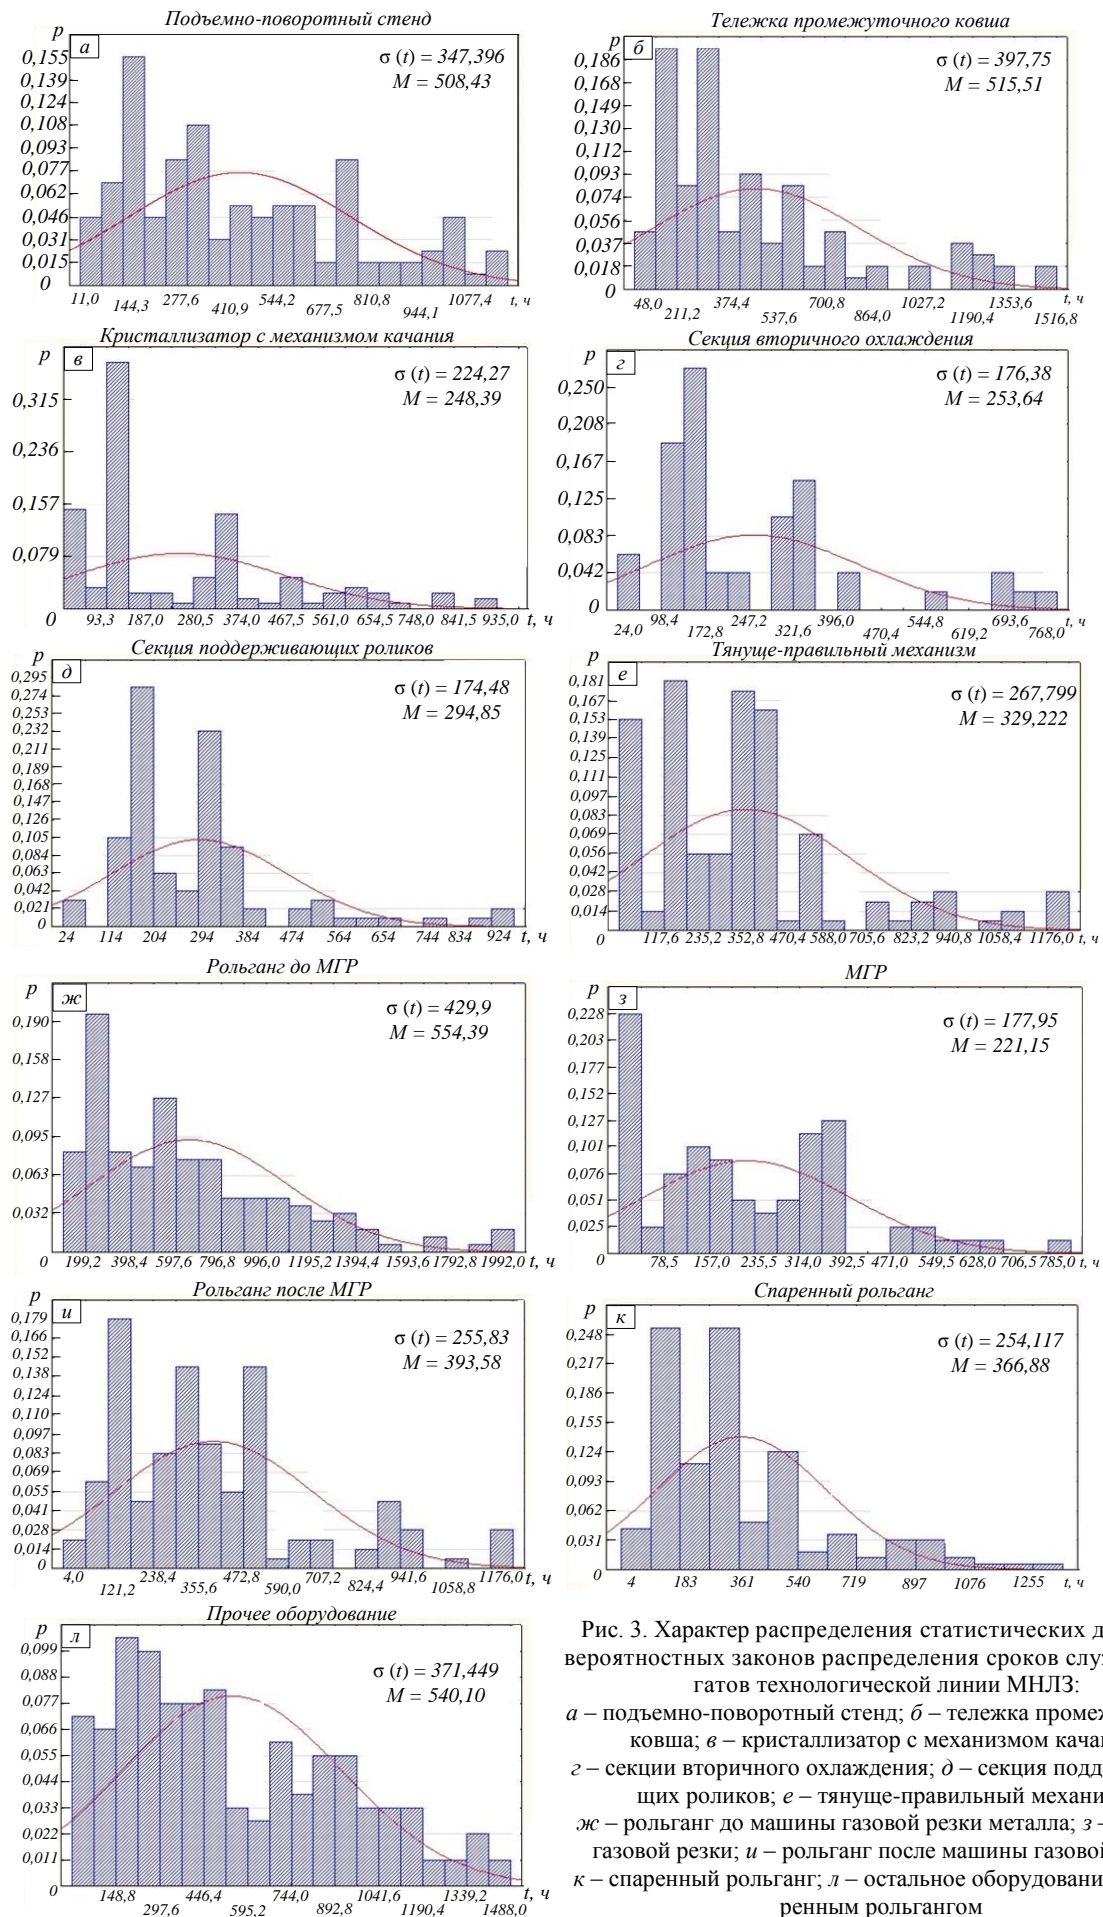 Подъемно-поворотный стенд
p
а
σ (t) = 347,396
M = 508,43
0,155
0,139
0,124
0,108
0,093
0,077
0,062
0,046
0,031
0,015
0
11,0 144,3 277,6 410,9 544,2 677,5 810,8 944,1 1077,4 t, ч
Тележка промежуточного ковша
p
б
σ (t) = 397,75
M = 515,51
0,186
0,168
0,149
0,130
0,112
0,093
0,074
0,056
0,037
0,018
0
48,0 211,2 374,4 537,6 700,8 864,0 1027,2 1190,4 1353,6 1516,8 t, ч
Кристаллизатор с механизмом качания
p
в
σ (t) = 224,27
M = 248,39
0,315
0,236
0,157
0,079
0
93,3 187,0 280,5 374,0 467,5 561,0 654,5 748,0 841,5 935,0 t, ч
Секция вторичного охлаждения
p
г
σ (t) = 176,38
M = 253,64
0,250
0,208
0,167
0,125
0,083
0,042
0
24,0 98,4 172,8 247,2 321,6 396,0 470,4 544,8 619,2 693,6 768,0 t, ч
Секция поддерживающих роликов
p
д
σ (t) = 174,48
M = 294,85
0,295
0,274
0,253
0,232
0,211
0,189
0,168
0,147
0,126
0,105
0,084
0,063
0,042
0,021
0
24 114 204 294 384 474 564 654 744 834 924 t, ч
Тянуще-правильный механизм
p
е
σ (t) = 267,799
M = 329,222
0,181
0,167
0,153
0,139
0,125
0,111
0,097
0,083
0,069
0,056
0,042
0,028
0,014
0
117,6 235,2 352,8 470,4 588,0 705,6 823,2 940,8 1058,4 1176,0 t, ч
Рольганг до МГР
p
ж
σ (t) = 429,9
M = 554,39
0,190
0,158
0,127
0,095
0,063
0,032
0
199,2 398,4 597,6 796,8 996,0 1195,2 1394,4 1593,6 1792,8 1992,0 t, ч
МГР
p
з
σ (t) = 177,95
M = 221,15
0,228
0,203
0,177
0,152
0,127
0,101
0,076
0,051
0,025
0
78,5 157,0 235,5 314,0 392,5 471,0 549,5 628,0 706,5 785,0 t, ч
Рольганг после МГР
p
и
σ (t) = 255,83
M = 393,58
0,179
0,166
0,152
0,138
0,124
0,110
0,097
0,083
0,069
0,055
0,041
0,028
0,014
0
4,0 121,2 238,4 355,6 472,8 590,0 707,2 824,4 941,6 1058,8 1176,0 t, ч
Спаренный рольганг
p
к
σ (t) = 254,117
M = 366,88
0,248
0,217
0,186
0,155
0,124
0,093
0,062
0,031
0
4 183 361 540 719 897 1076 1255 t, ч
Прочее оборудование
p
л
σ (t) = 371,449
M = 540,10
0,099
0,088
0,077
0,066
0,055
0,044
0,033
0,022
0,011
0
148,8 297,6 446,4 595,2 744,0 892,8 1041,6 1190,4 1339,2 1488,0 t, ч
Рис. 3. Характер распределения статистических д
вероятностных законов распределения сроков слу
гатов технологической линии МНЛЗ:
а – подъемно-поворотный стенд; б – тележка проме
ковша; в – кристаллизатор с механизмом кача
г – секции вторичного охлаждения; д – секция подд
щих роликов; е – тянуще-правильный механи
ж – рольганг до машины газовой резки металла; з –
газовой резки; и – рольганг после машины газовой
к – спаренный рольганг; л – остальное оборудовани
ренным рольгангом